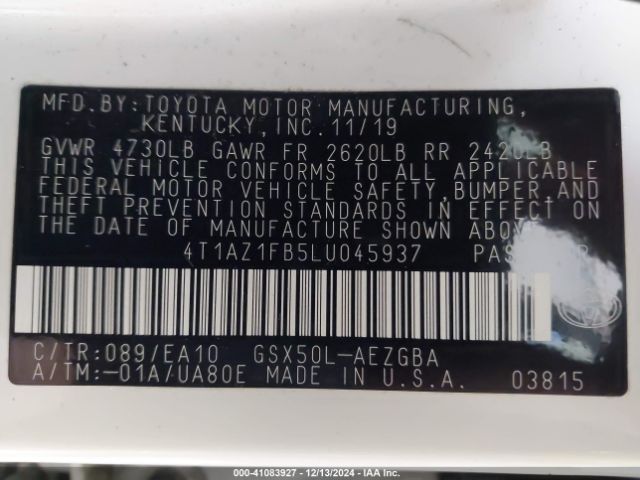 MFD.BY:TOYOTA MOTOR MANUFACTURING,
KENTUCKY,INC.11/19
GVWR 4730LB GAWR FR 2620LB RR 2420LB
THIS VEHICLE CONFORMS TO ALL APPLICABLE
FEDERAL MOTOR VEHICLE SAFETY,BUMPER AND
THEFT PREVENTION STANDARDS IN EFFECT ON
THE DATE OF MANUFACTURE SHOWN ABOVE.
4T1AZ1FB5LU045937
C/TR:089/EA10 GSX50L-AEZGBA
A/TM:-01A/UA80E MADE IN U.S.A. 03815
000-41083927 / 12/13/2024 - IAA Inc.